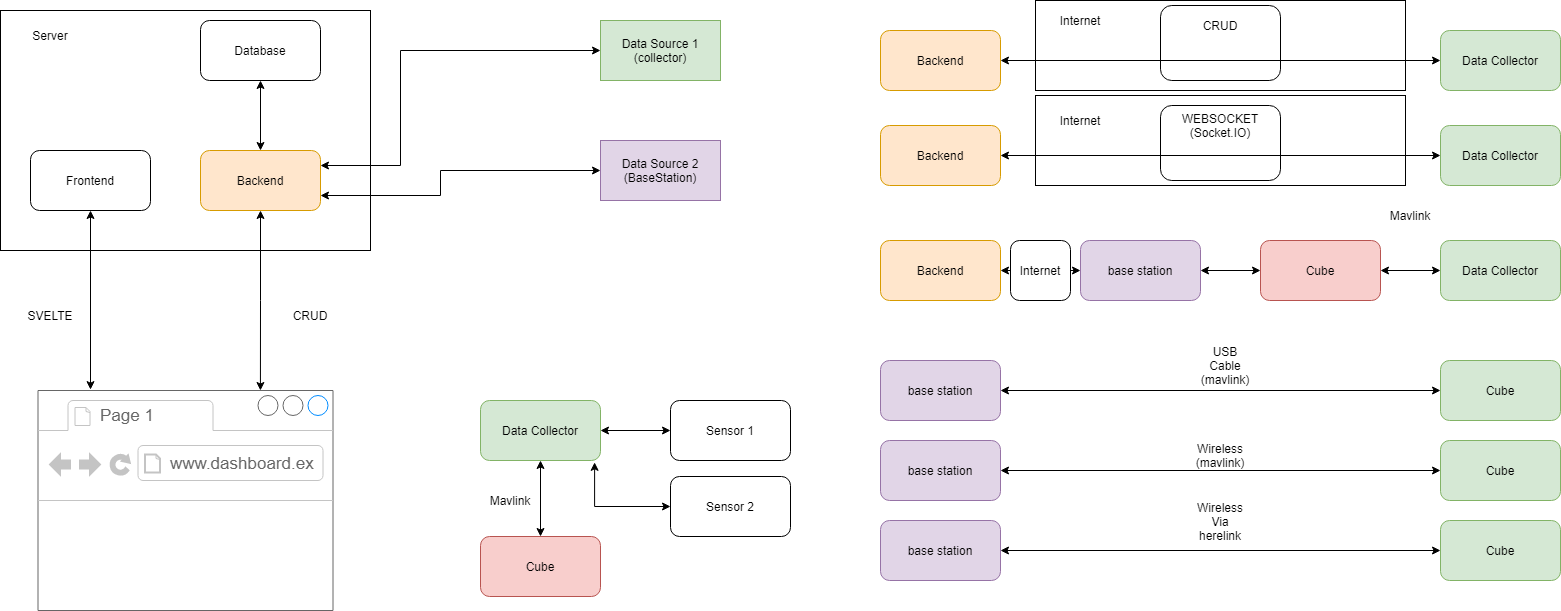 Server
Database
Frontend
Backend
Data Source 1
(collector)
Data Source 2
(BaseStation)
SVELTE
CRUD
Page 1
www.dashboard.ex
Data Collector
Sensor 1
Sensor 2
Mavlink
Cube
Internet
CRUD
Backend
Data Collector
Internet
WEBSOCKET
(Socket.IO)
Backend
Data Collector
Mavlink
Backend
Internet
base station
Cube
Data Collector
USB
Cable
(mavlink)
base station
Cube
Wireless
(mavlink)
base station
Cube
Wireless
Via
herelink
base station
Cube